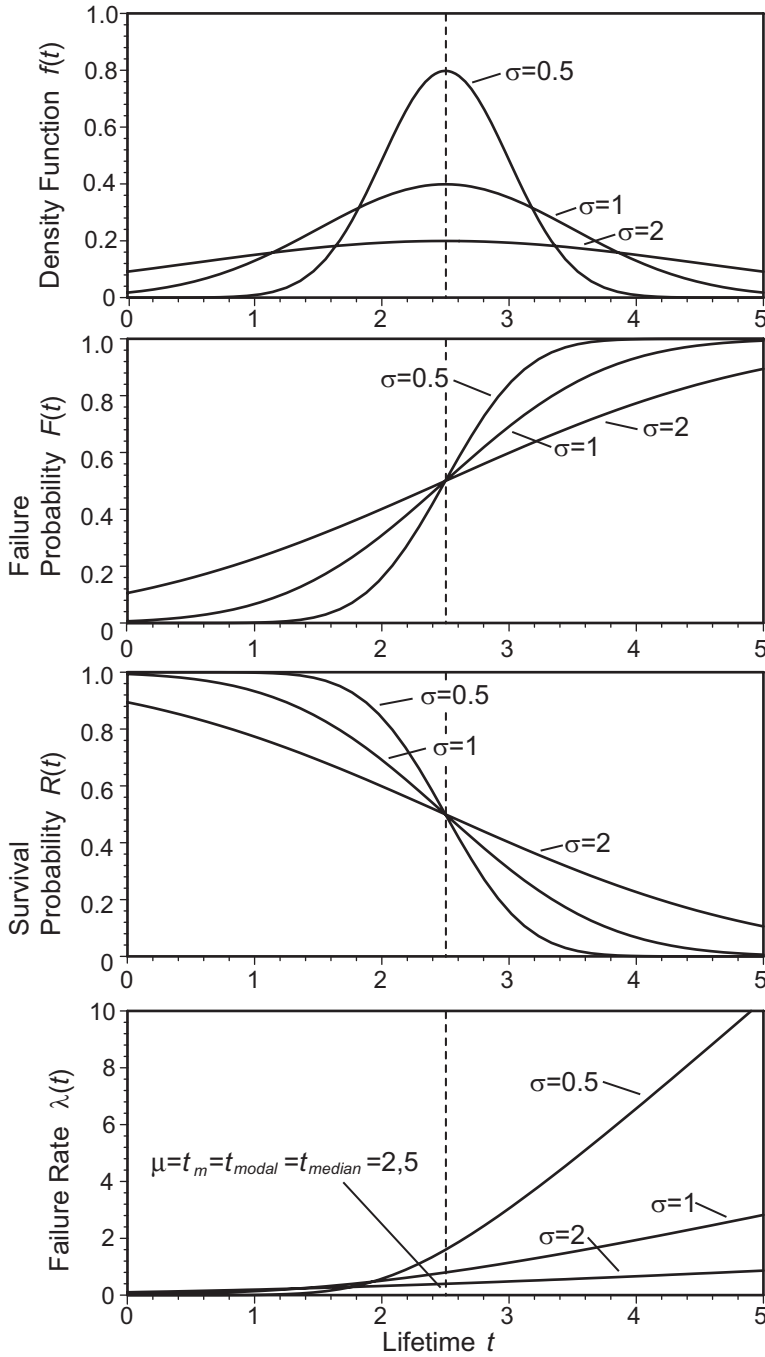 Density Function f(t)
1.0
0.8
0.6
0.4
0.2
0
σ=0.5
σ=1
σ=2
0 1 2 3 4 5
Failure
Probability F(t)
1.0
0.8
0.6
0.4
0.2
0
σ=0.5
σ=2
σ=1
0 1 2 3 4 5
Survival
Probability R(t)
1.0
0.8
0.6
0.4
0.2
0
σ=0.5
σ=1
σ=2
0 1 2 3 4 5
Failure Rate λ(t)
10
8
6
4
2
0
σ=0.5
μ=tm=tmodal=tmedian=2,5
σ=1
σ=2
0 1 2 3 4 5
Lifetime t